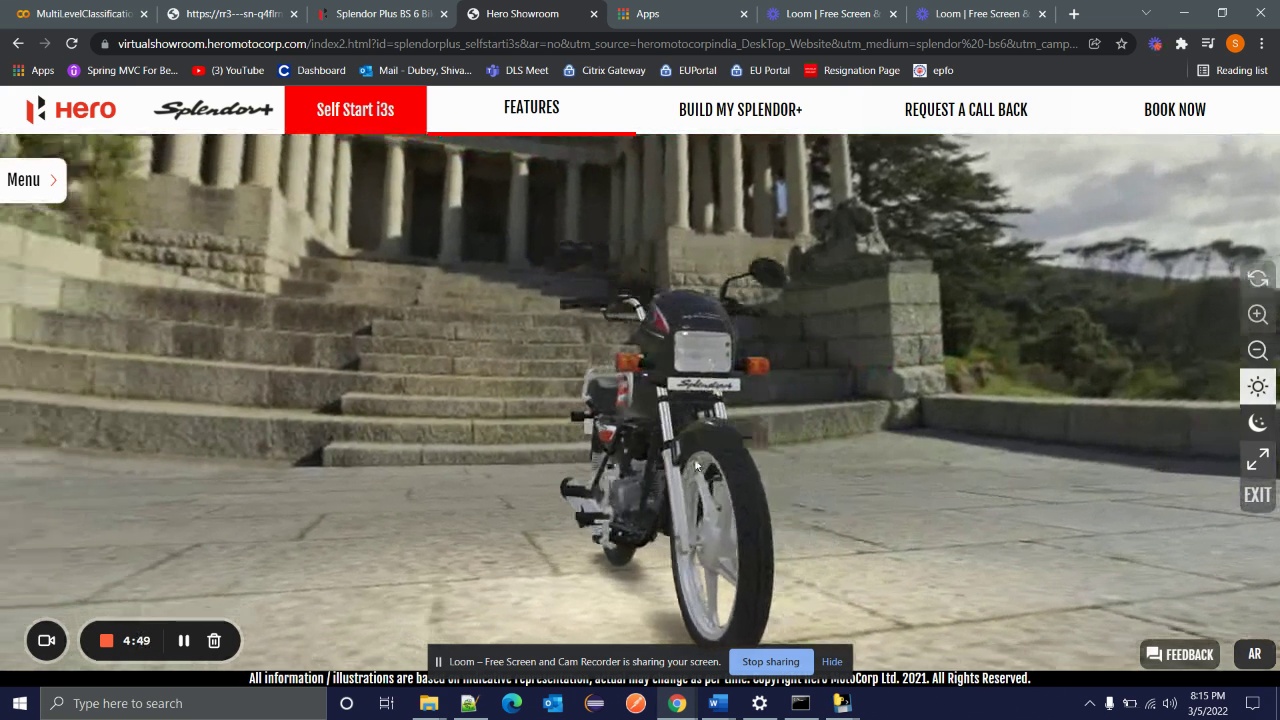 MultiLevelClassificatio
https://rr3---sn-q4flrn
Splendor Plus BS 6 Bi
Hero Showroom
Apps
Loom | Free Screen &
Loom | Free Screen &
virtualshowroom.heromotocorp.com/index2.html?id=splendorplus_selfstarti3s&at=no&utm_source=heromotocorpindia_DeskTop_Website&utm_medium=splendor%20-bs6&utm_camp...
S
Apps
Spring MVC For Be...
(3) YouTube
Dashboard
Mail - Dubey, Shiva...
DLS Meet
Citrix Gateway
EUPortal
EU Portal
Resignation Page
epfo
Reading list
Hero
Splendor+
Self Start i3s
FEATURES
BUILD MY SPLENDOR+
REQUEST A CALL BACK
BOOK NOW
Menu
Splendor+
EXIT
4:49
Loom – Free Screen and Cam Recorder is sharing your screen.
Stop sharing
Hide
FEEDBACK
AR
All information / illustrations are based on indicative representation, actual may change as per time. Copyright Hero MotoCorp Ltd. 2021. All Rights Reserved.
Type here to search
8:15 PM
3/5/2022